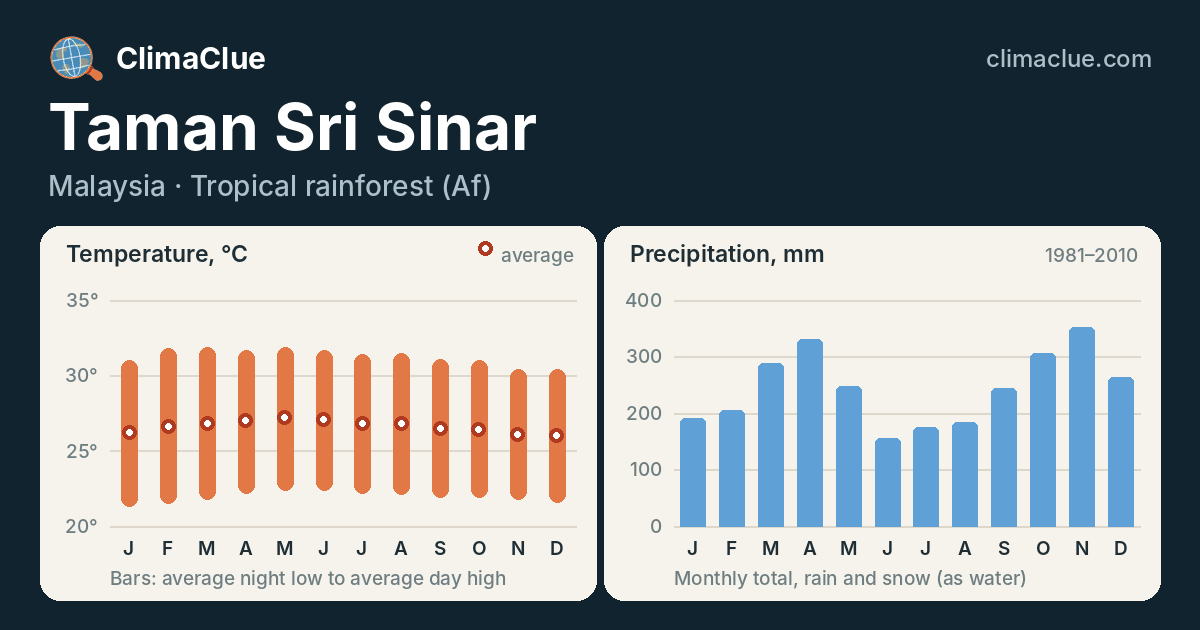 ClimaClue
climaclue.com
Taman Sri Sinar
Malaysia · Tropical rainforest (Af)
Temperature, °C
average
35°
30°
25°
20°
J F M A M J J A S O N D
Bars: average night low to average day high
Precipitation, mm
1981–2010
400
300
200
100
0
J F M A M J J A S O N D
Monthly total, rain and snow (as water)